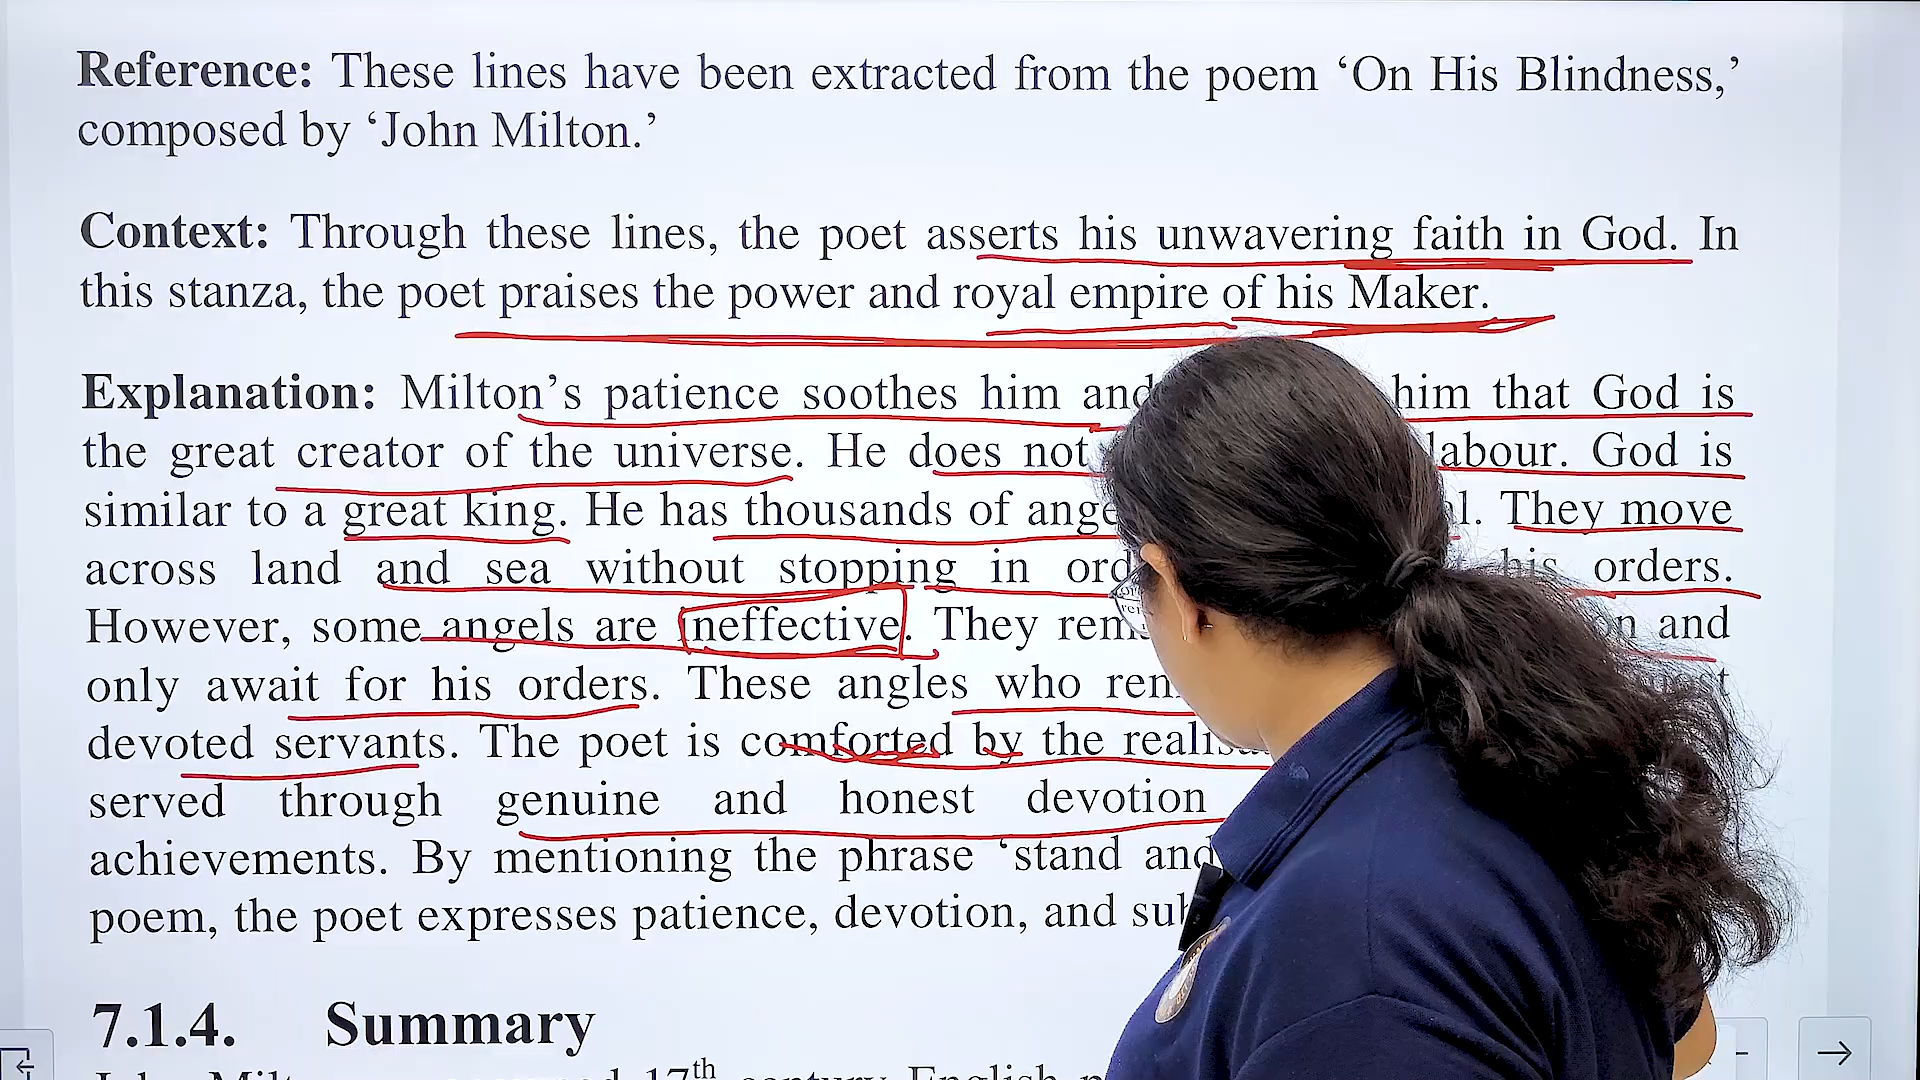 Reference: These lines have been extracted from the poem ‘On His Blindness,’
composed by ‘John Milton.’
Context: Through these lines, the poet asserts his unwavering faith in God. In
this stanza, the poet praises the power and royal empire of his Maker.
Explanation: Milton’s patience soothes him and him that God is
the great creator of the universe. He does not labour. God is
similar to a great king. He has thousands of They move
across land and sea without stopping in his orders.
However, some angels are ineffective. They and
only await for his orders. These angles who
devoted servants. The poet is comforted by the
served through genuine and honest devotion
achievements. By mentioning the phrase ‘stand and
poem, the poet expresses patience, devotion, and
7.1.4. Summary
John 17th century English